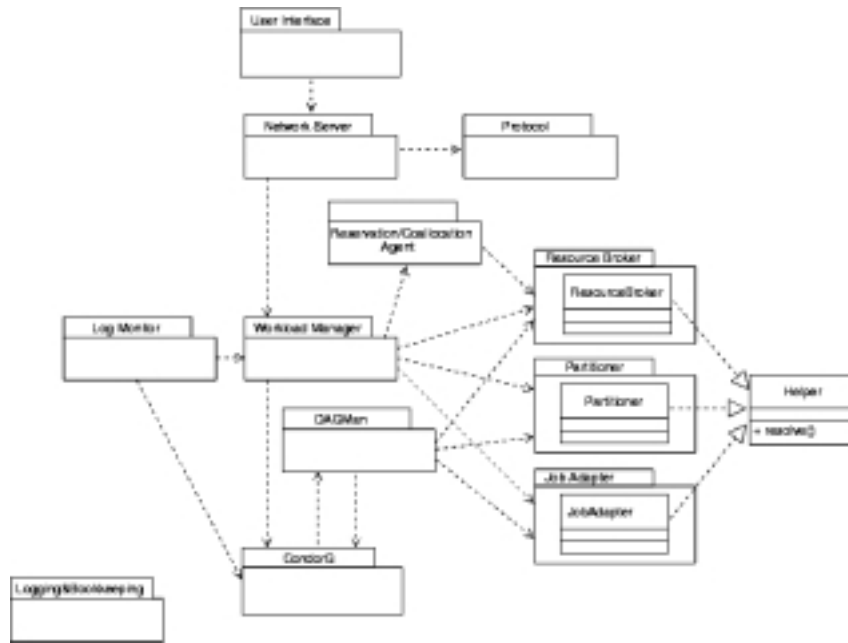 User Interface
Network Server
Protocol
Reservation/Coallocation
Agent
Resource Broker
ResourceBroker
Log Monitor
Workload Manager
Partitioner
Partitioner
Helper
+ resolve()
DAGMan
Job Adapter
JobAdapter
CondorG
Logging&Bookkeeping